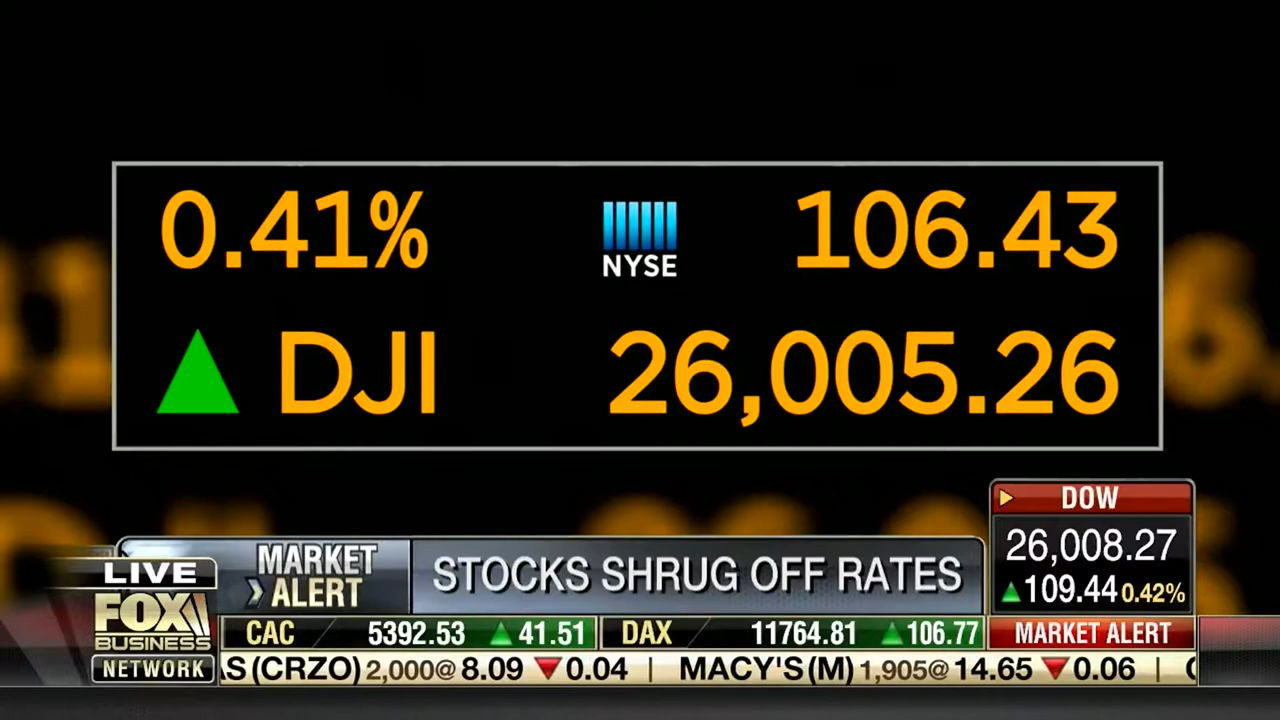 0.41%
NYSE
106.43
DJI
26,005.26
DOW
26,008.27
109.44 0.42%
MARKET ALERT
MARKET
ALERT
STOCKS SHRUG OFF RATES
LIVE
FOX
BUSINESS
NETWORK
CAC 5392.53 41.51 DAX 11764.81 106.77
S(CRZO) 2,000@ 8.09 0.04 | MACY'S(M) 1,905@ 14.65 0.06 |